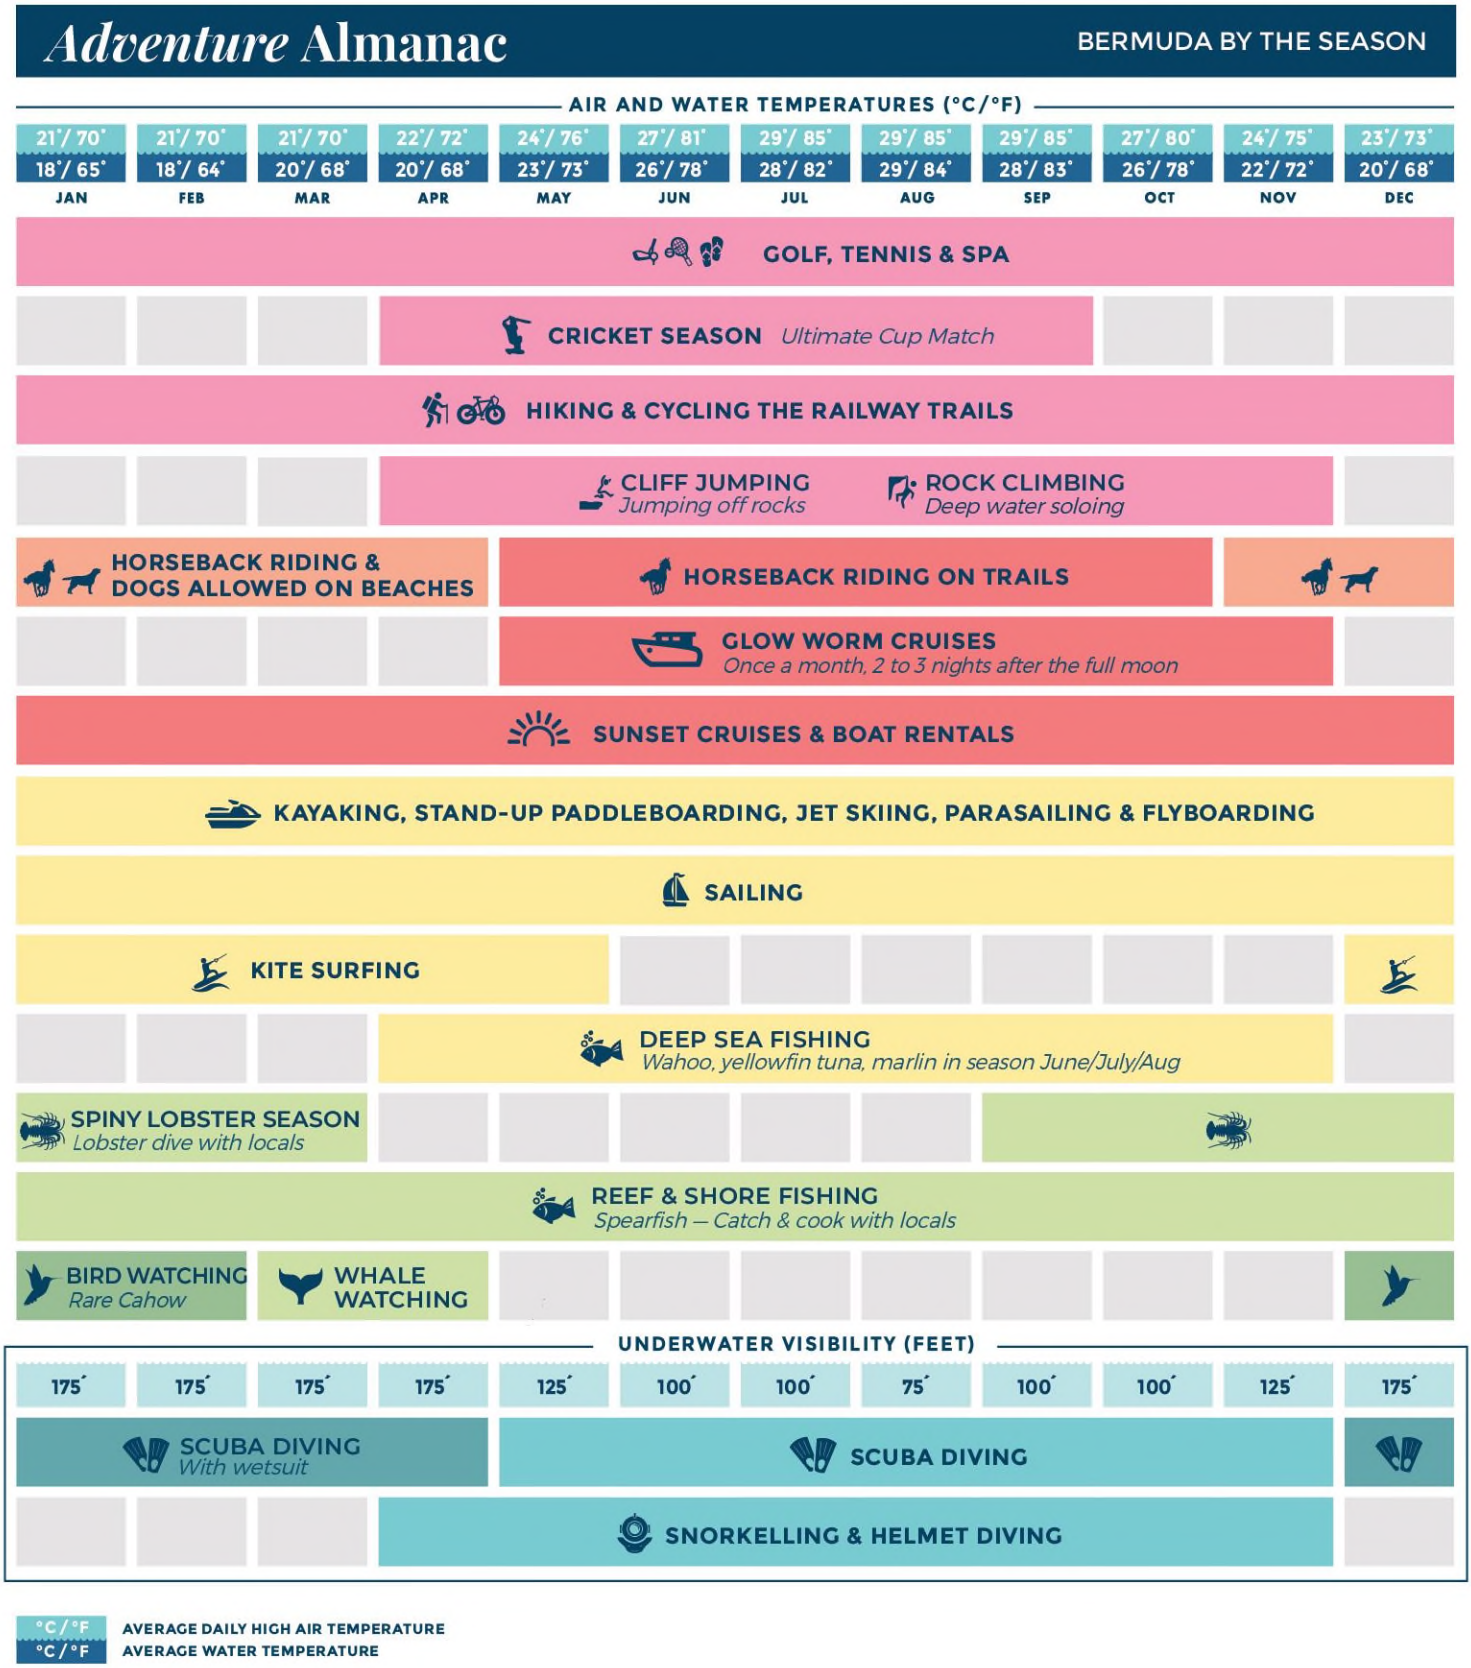 Adventure Almanac
BERMUDA BY THE SEASON
AIR AND WATER TEMPERATURES (°C/°F)
21°/ 70° 21°/ 70° 21°/ 70° 22°/ 72° 24°/ 76° 27°/ 81° 29°/ 85° 29°/ 85° 29°/ 85° 27°/ 80° 24°/ 75° 23°/ 73°
18°/ 65° 18°/ 64° 20°/ 68° 20°/ 68° 23°/ 73° 26°/ 78° 28°/ 82° 29°/ 84° 28°/ 83° 26°/ 78° 22°/ 72° 20°/ 68°
JAN FEB MAR APR MAY JUN JUL AUG SEP OCT NOV DEC
GOLF, TENNIS & SPA
CRICKET SEASON Ultimate Cup Match
HIKING & CYCLING THE RAILWAY TRAILS
CLIFF JUMPING
Jumping off rocks
ROCK CLIMBING
Deep water soloing
HORSEBACK RIDING &
DOGS ALLOWED ON BEACHES
HORSEBACK RIDING ON TRAILS
GLOW WORM CRUISES
Once a month, 2 to 3 nights after the full moon
SUNSET CRUISES & BOAT RENTALS
KAYAKING, STAND-UP PADDLEBOARDING, JET SKIING, PARASAILING & FLYBOARDING
SAILING
KITE SURFING
DEEP SEA FISHING
Wahoo, yellowfin tuna, marlin in season June/July/Aug
SPINY LOBSTER SEASON
Lobster dive with locals
REEF & SHORE FISHING
Spearfish — Catch & cook with locals
BIRD WATCHING
Rare Cahow
WHALE
WATCHING
UNDERWATER VISIBILITY (FEET)
175´ 175´ 175´ 175´ 125´ 100´ 100´ 75´ 100´ 100´ 125´ 175´
SCUBA DIVING
With wetsuit
SCUBA DIVING
SNORKELLING & HELMET DIVING
°C / °F AVERAGE DAILY HIGH AIR TEMPERATURE
°C / °F AVERAGE WATER TEMPERATURE